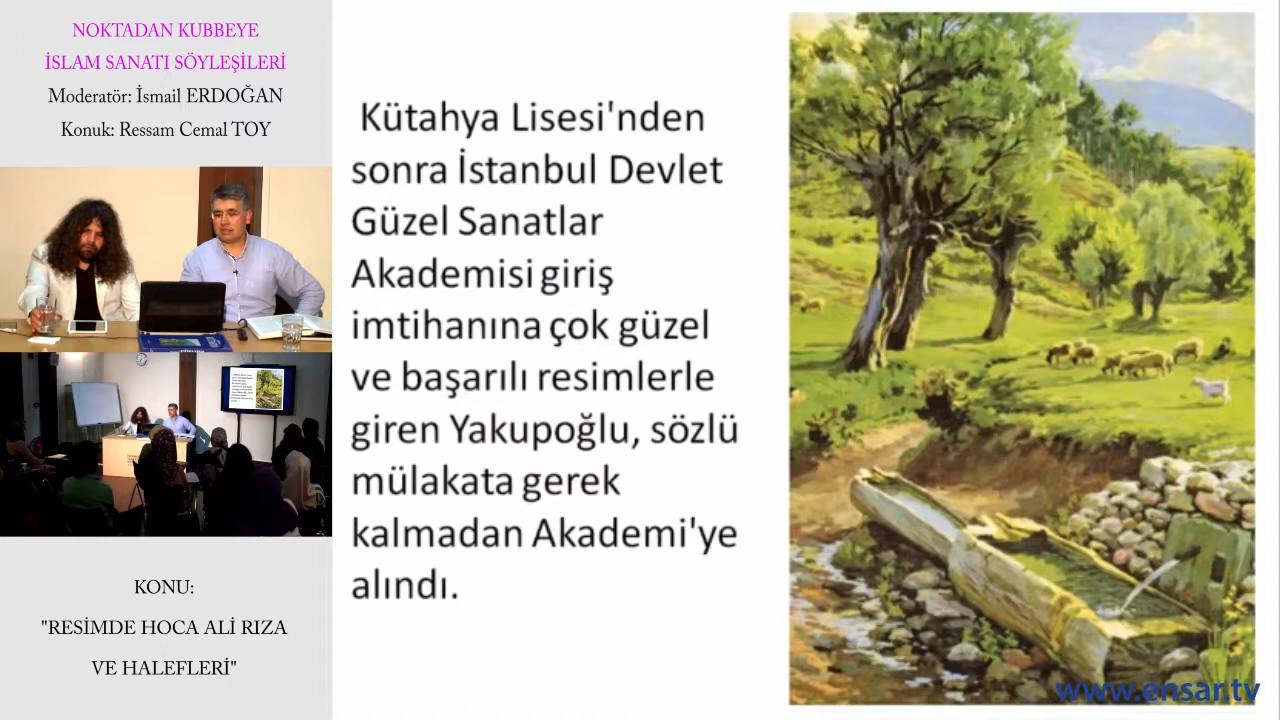 NOKTADAN KUBBEYE
İSLAM SANATI SÖYLEŞİLERİ
Moderatör: İsmail ERDOĞAN
Konuk: Ressam Cemal TOY
KONU:
"RESİMDE HOCA ALİ RIZA
VE HALEFLERİ"
Kütahya Lisesi'nden
sonra İstanbul Devlet
Güzel Sanatlar
Akademisi giriş
imtihanına çok güzel
ve başarılı resimlerle
giren Yakupoğlu, sözlü
mülakata gerek
kalmadan Akademi'ye
alındı.
www.ensar.tv